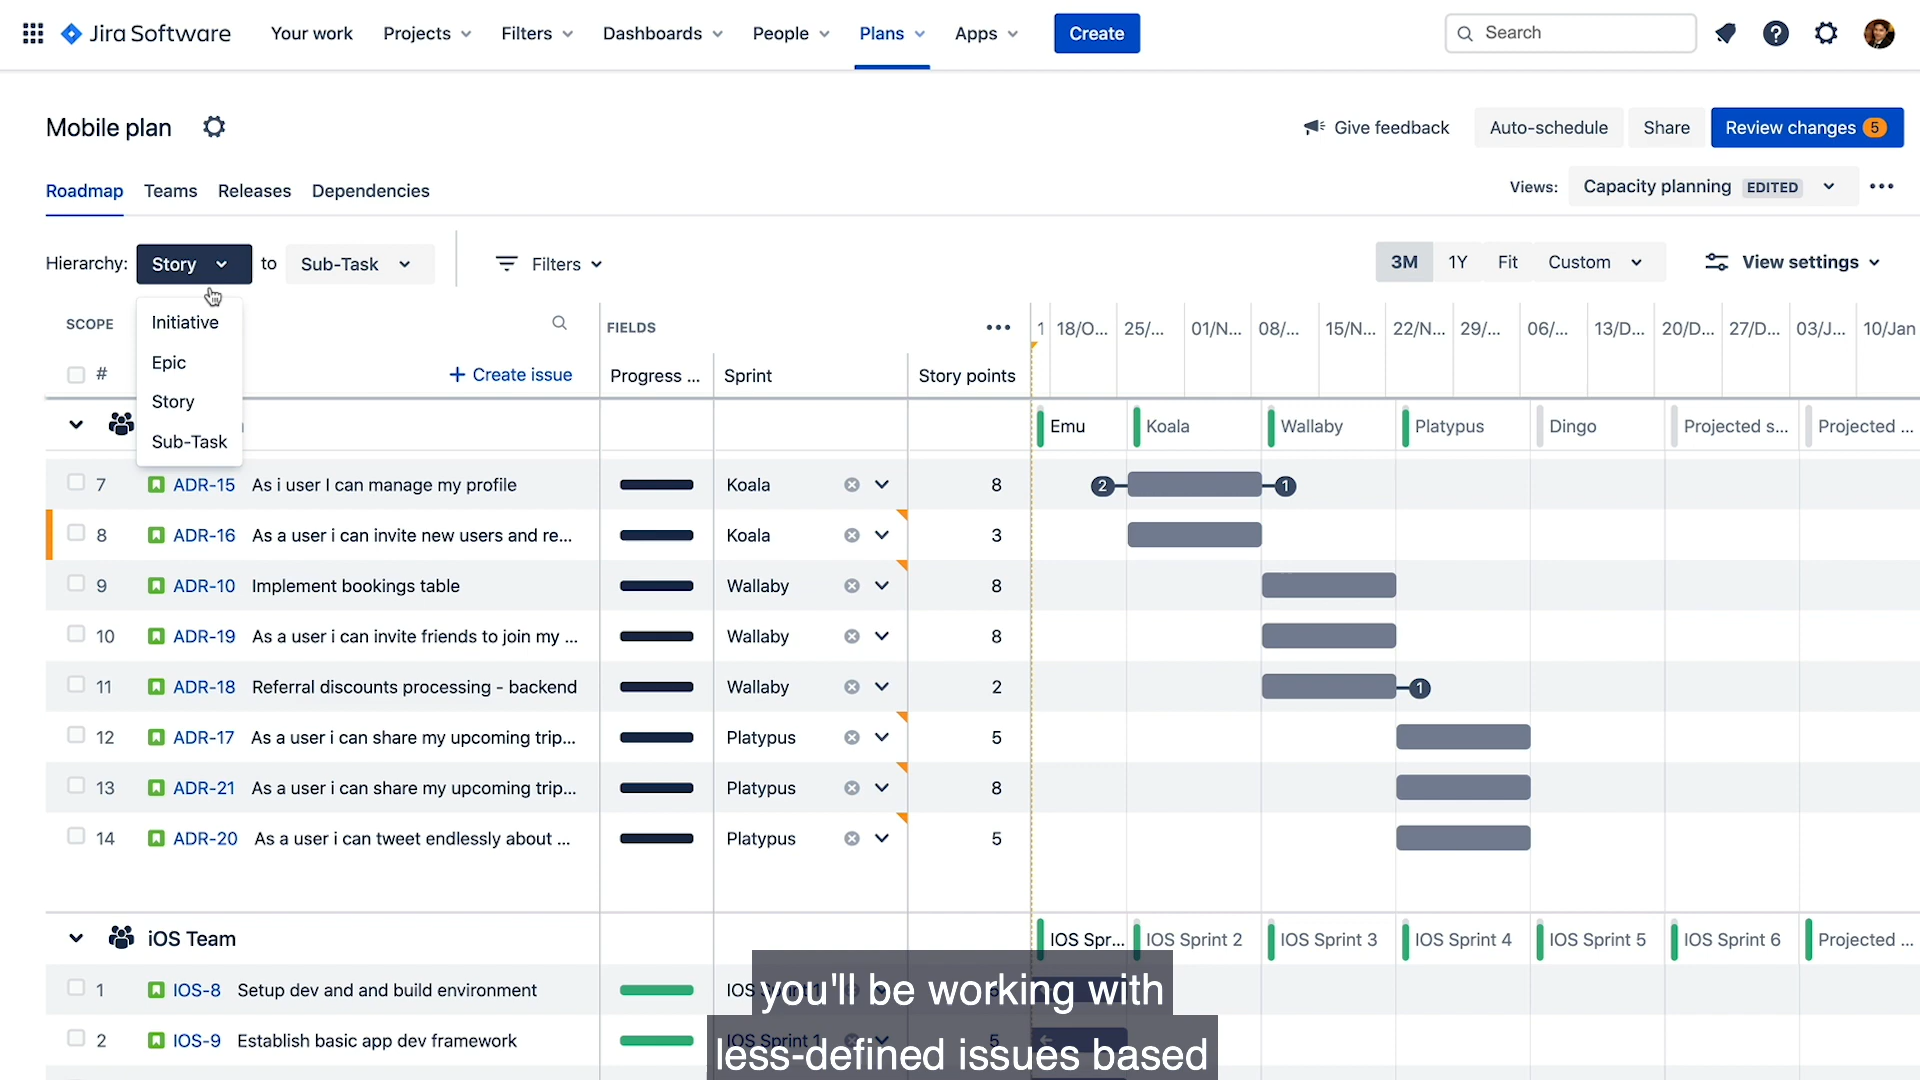 Jira Software Your work Projects Filters Dashboards People Plans Apps Create Search
Mobile plan Give feedback Auto-schedule Share Review changes 5
Roadmap Teams Releases Dependencies Views: Capacity planning EDITED
Hierarchy: Story to Sub-Task Filters 3M 1Y Fit Custom View settings
Initiative
Epic
Story
Sub-Task
SCOPE FIELDS 1 18/O... 25/... 01/N... 08/... 15/N... 22/N... 29/... 06/... 13/D... 20/D... 27/D... 03/J... 10/Jan
# + Create issue Progress ... Sprint Story points
Emu Koala Wallaby Platypus Dingo Projected s... Projected ...
7 ADR-15 As i user I can manage my profile Koala 8 2 1
8 ADR-16 As a user i can invite new users and re... Koala 3
9 ADR-10 Implement bookings table Wallaby 8
10 ADR-19 As a user i can invite friends to join my ... Wallaby 8
11 ADR-18 Referral discounts processing - backend Wallaby 2 1
12 ADR-17 As a user i can share my upcoming trip... Platypus 5
13 ADR-21 As a user i can share my upcoming trip... Platypus 8
14 ADR-20 As a user i can tweet endlessly about ... Platypus 5
iOS Team IOS Spr... IOS Sprint 2 IOS Sprint 3 IOS Sprint 4 IOS Sprint 5 IOS Sprint 6 Projected ...
1 IOS-8 Setup dev and and build environment
2 IOS-9 Establish basic app dev framework IOS Sprint 1 5
you'll be working with
less-defined issues based